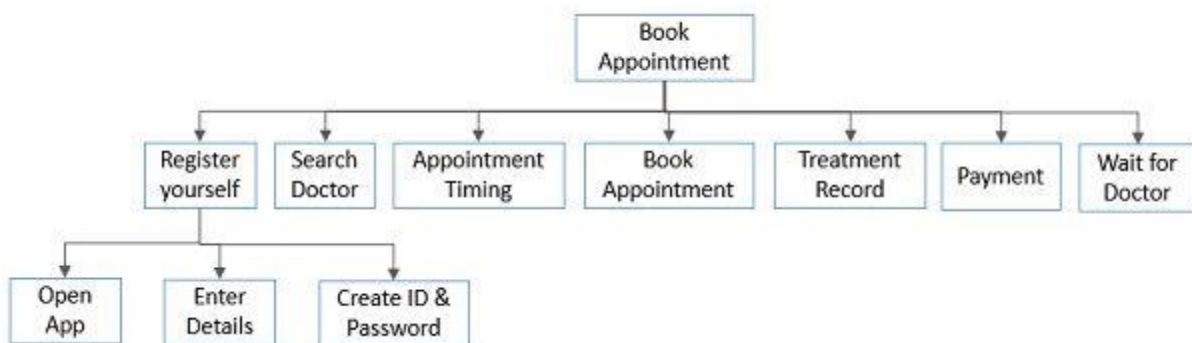 Book
Appointment
Register
yourself
Search
Doctor
Appointment
Timing
Book
Appointment
Treatment
Record
Payment
Wait for
Doctor
Open
App
Enter
Details
Create ID &
Password